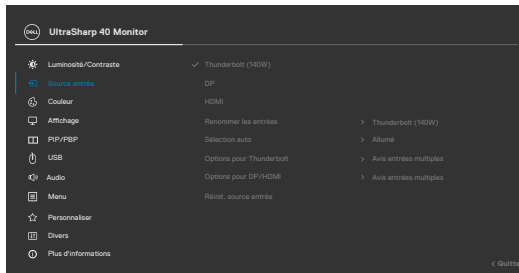 DELL UltraSharp 40 Monitor
Luminosité/Contraste
Source entrée
Couleur
Affichage
PIP/PBP
USB
Audio
Menu
Personnaliser
Divers
Plus d'informations
Thunderbolt (140W)
DP
HDMI
Renommer les entrées > Thunderbolt (140W)
Sélection auto > Allumé
Options pour Thunderbolt > Avis entrées multiples
Options pour DP/HDMI > Avis entrées multiples
Réinit. source entrée
< Quitte